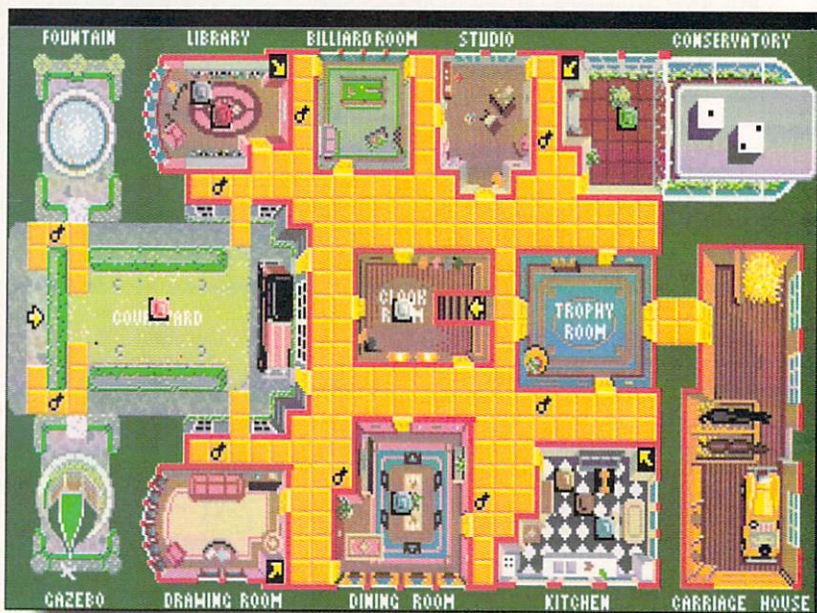 FOUNTAIN
LIBRARY
BILLIARD ROOM
STUDIO
CONSERVATORY
COURTYARD
CLOAK
ROOM
TROPHY
ROOM
GAZEBO
DRAWING ROOM
DINING ROOM
KITCHEN
CARRIAGE HOUSE